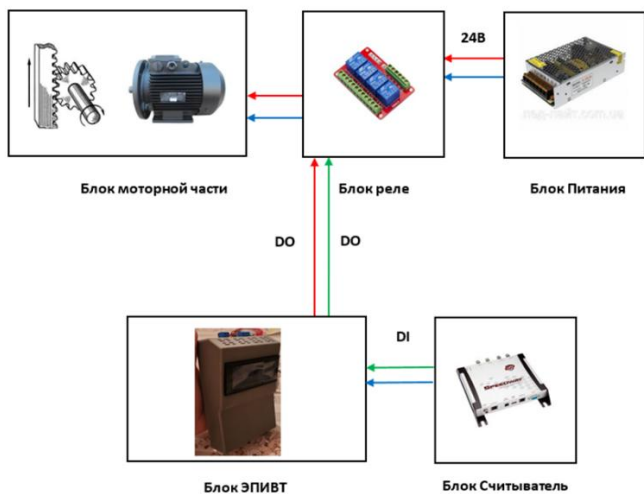 24В
Блок моторной части
Блок реле
Блок Питания
DO
DO
DI
Блок ЭПИВТ
Блок Считыватель